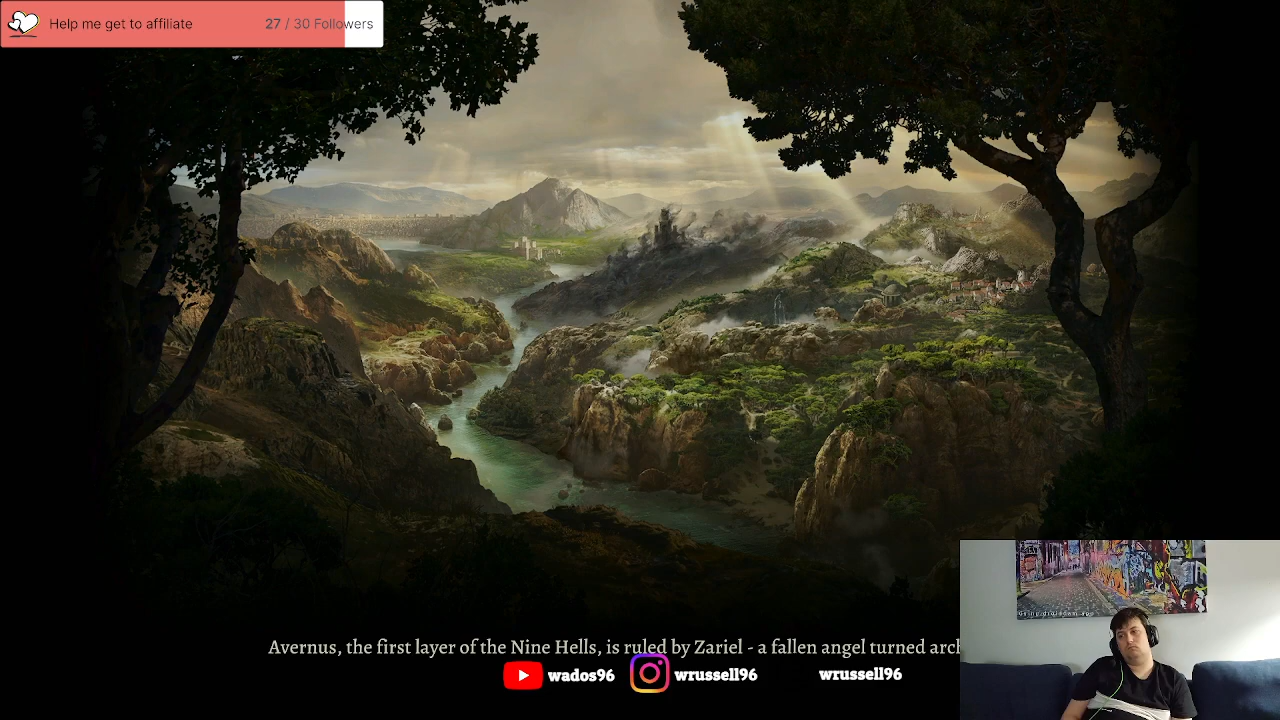 Help me get to affiliate 27 / 30 Followers
Avernus, the first layer of the Nine Hells, is ruled by Zariel - a fallen angel turned arch
wados96 wrussell96 wrussell96